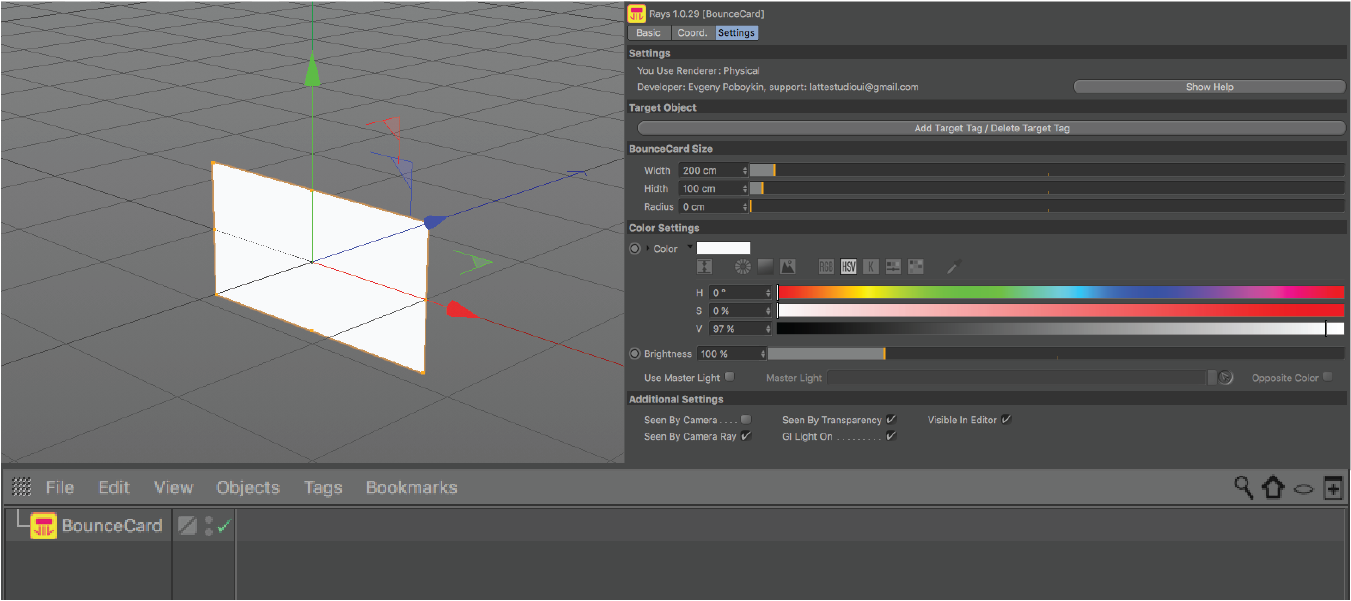 Rays 1.0.29 [BounceCard]
Basic Coord. Settings
Settings
You Use Renderer: Physical
Developer: Evgeny Poboykin, support: lattestudioui@gmail.com Show Help
Target Object
Add Target Tag / Delete Target Tag
BounceCard Size
Width 200 cm
Hidth 100 cm
Radius 0 cm
Color Settings
Color
RGB HSV K
H 0 °
S 0 %
V 97 %
Brightness 100 %
Use Master Light Master Light Opposite Color
Additional Settings
Seen By Camera . . . . Seen By Transparency Visible In Editor
Seen By Camera Ray GI Light On . . . . . . . . .
File Edit View Objects Tags Bookmarks
BounceCard